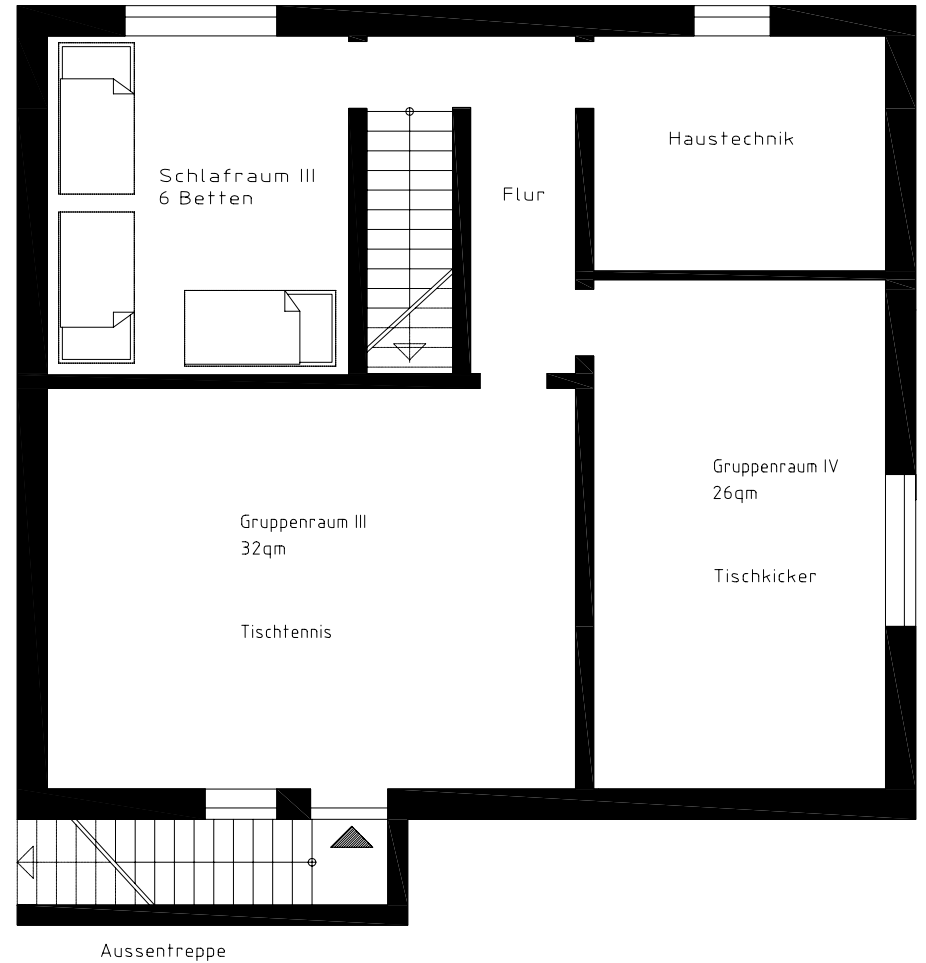 Haustechnik
Schlafraum III
6 Betten
Flur
Gruppenraum IV
26qm
Gruppenraum III
32qm
Tischkicker
Tischtennis
Aussentreppe